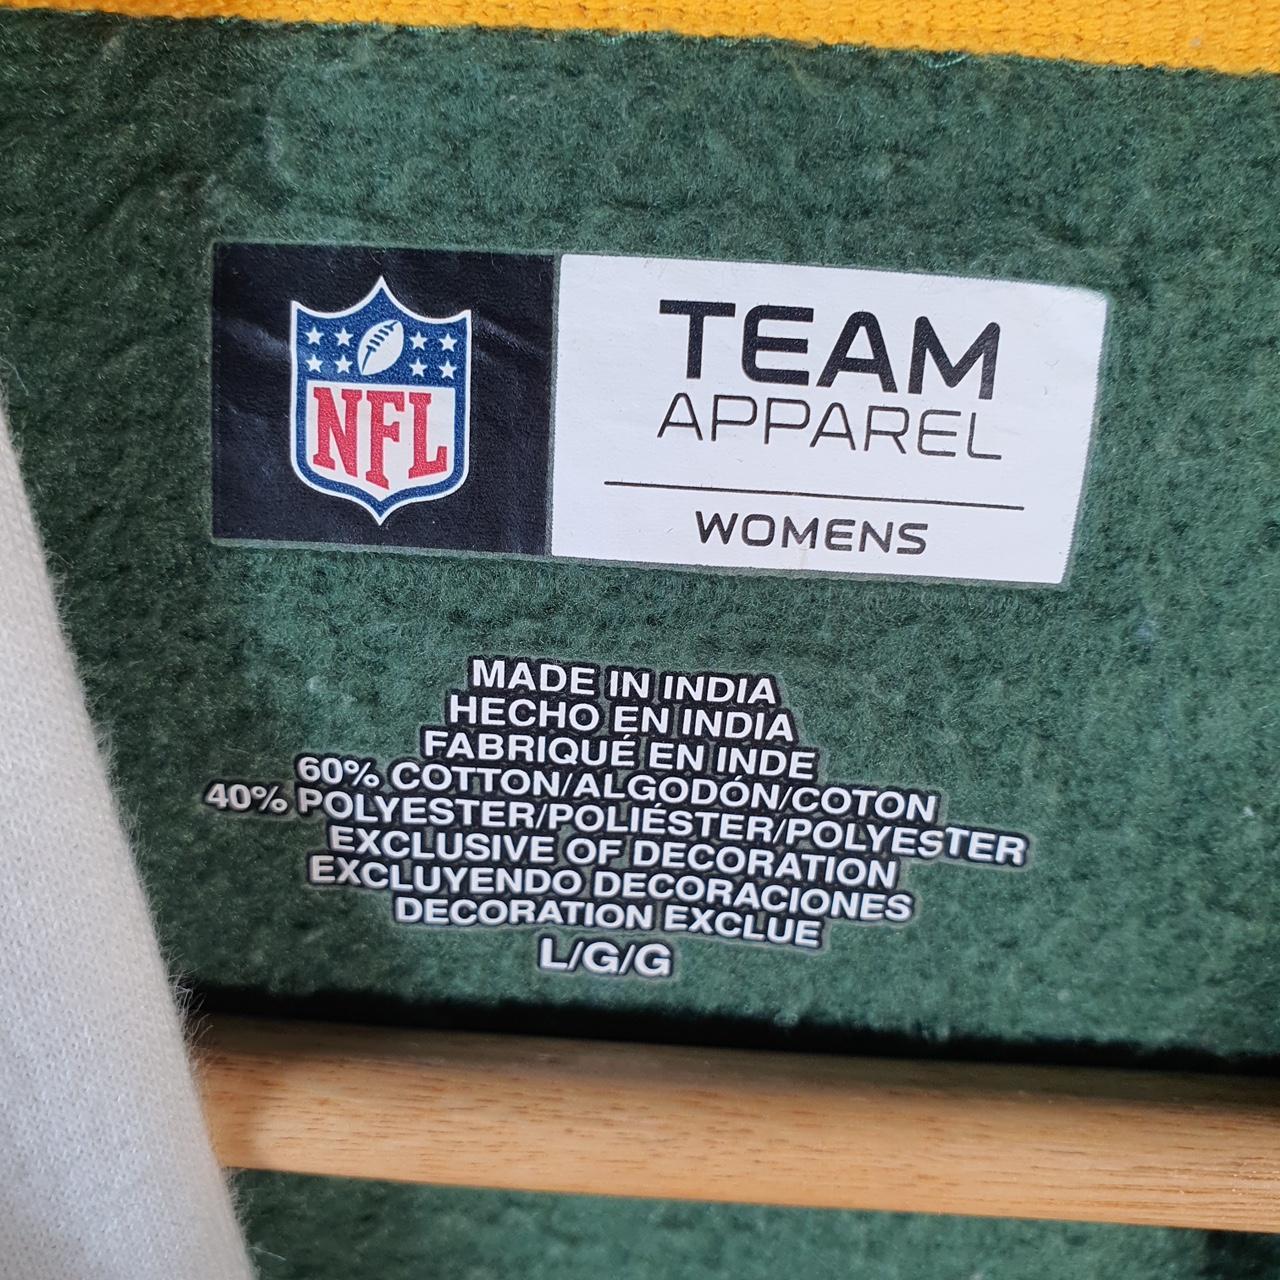 NFL
TEAM
APPAREL
WOMENS
MADE IN INDIA
HECHO EN INDIA
FABRIQUÉ EN INDE
60% COTTON/ALGODÓN/COTON
40% POLYESTER/POLIÉSTER/POLYESTER
EXCLUSIVE OF DECORATION
EXCLUYENDO DECORACIONES
DECORATION EXCLUE
L/G/G